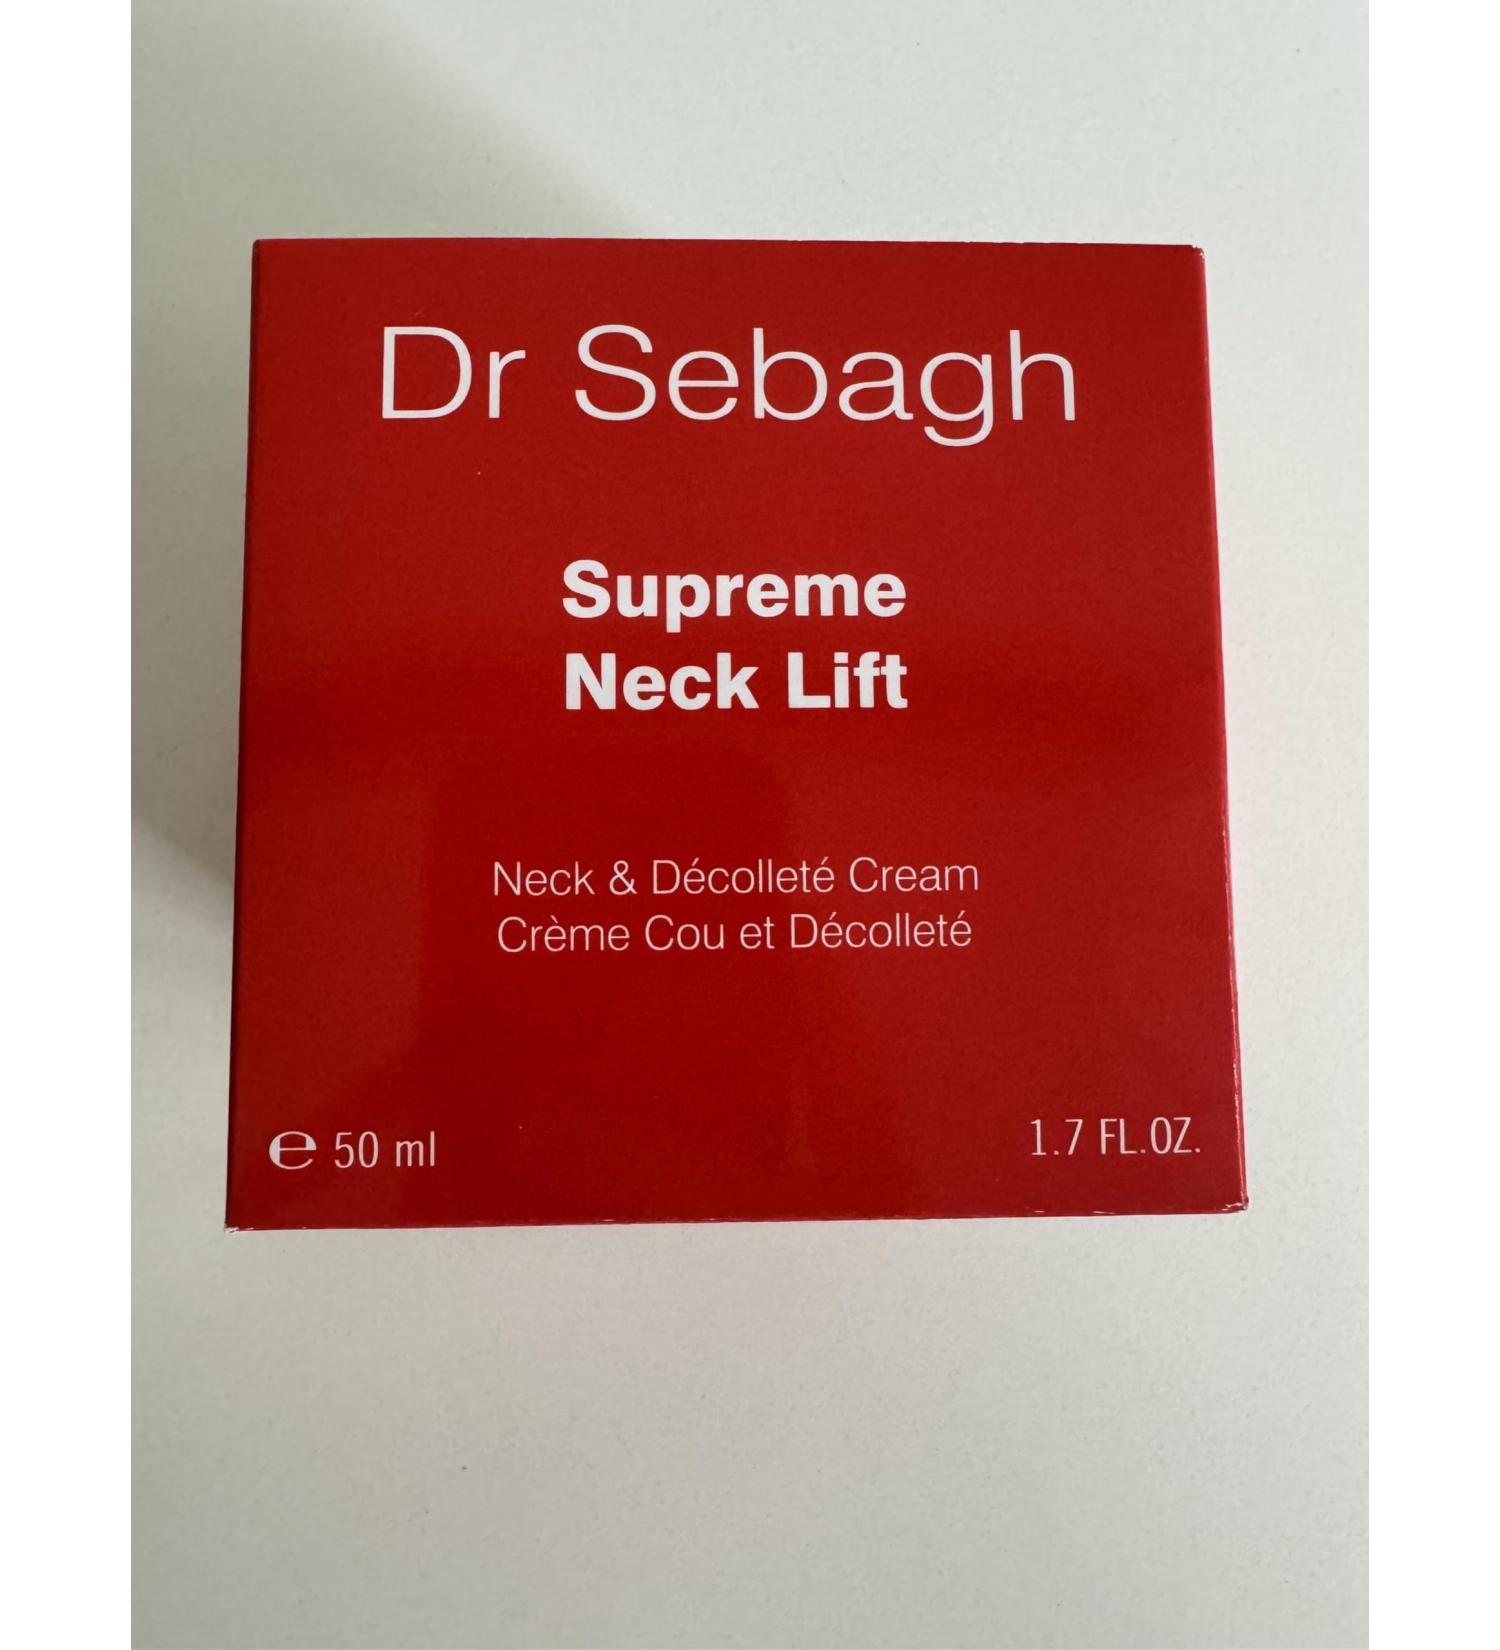 Dr Sebagh
Supreme
Neck Lift
Neck & Décolleté Cream
Crème Cou et Décolleté
℮ 50 ml
1.7 FL.OZ.